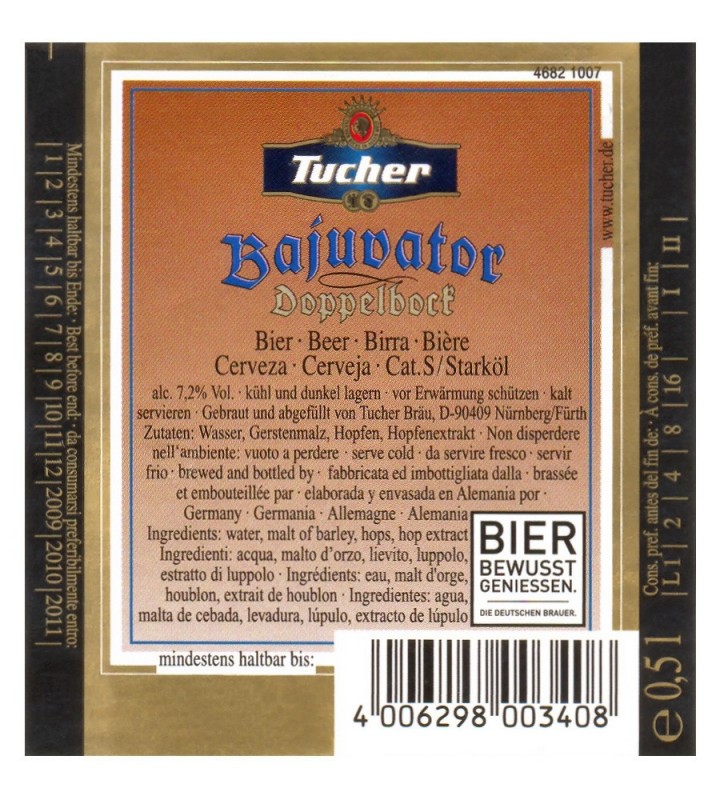 4682 1007
Tucher
Bajuvator
Doppelbock
Bier · Beer · Birra · Bière
Cerveza · Cerveja · Cat.S/Starköl
alc. 7,2% Vol. · kühl und dunkel lagern · vor Erwärmung schützen · kalt
servieren · Gebraut und abgefüllt von Tucher Bräu, D-90409 Nürnberg/Fürth
Zutaten: Wasser, Gerstenmalz, Hopfen, Hopfenextrakt · Non disperdere
nell'ambiente: vuoto a perdere · serve cold · da servire fresco · servir
frio · brewed and bottled by · fabbricata ed imbottigliata dalla · brassée
et embouteillée par · elaborada y envasada en Alemania por ·
Germany · Germania · Allemagne · Alemania
Ingredients: water, malt of barley, hops, hop extract
Ingredienti: acqua, malto d'orzo, lievito, luppolo,
estratto di luppolo · Ingrédients: eau, malt d'orge,
houblon, extrait de houblon · Ingredientes: agua,
malta de cebada, levadura, lúpulo, extracto de lúpulo
BIER
BEWUSST
GENIESSEN.
DIE DEUTSCHEN BRAUER.
mindestens haltbar bis:
4 006298 003408
www.tucher.de
Mindestens haltbar bis Ende: · Best before end: · da consumarsi preferibilmente entro:
| 1 | 2 | 3 | 4 | 5 | 6 | 7 | 8 | 9 |10|11|12|2009|2010|2011|
Cons. pref. antes del fin de: · À cons. de préf. avant fin:
| L1 | 2 | 4 | 8 |16 | I | II |
e 0,5 l